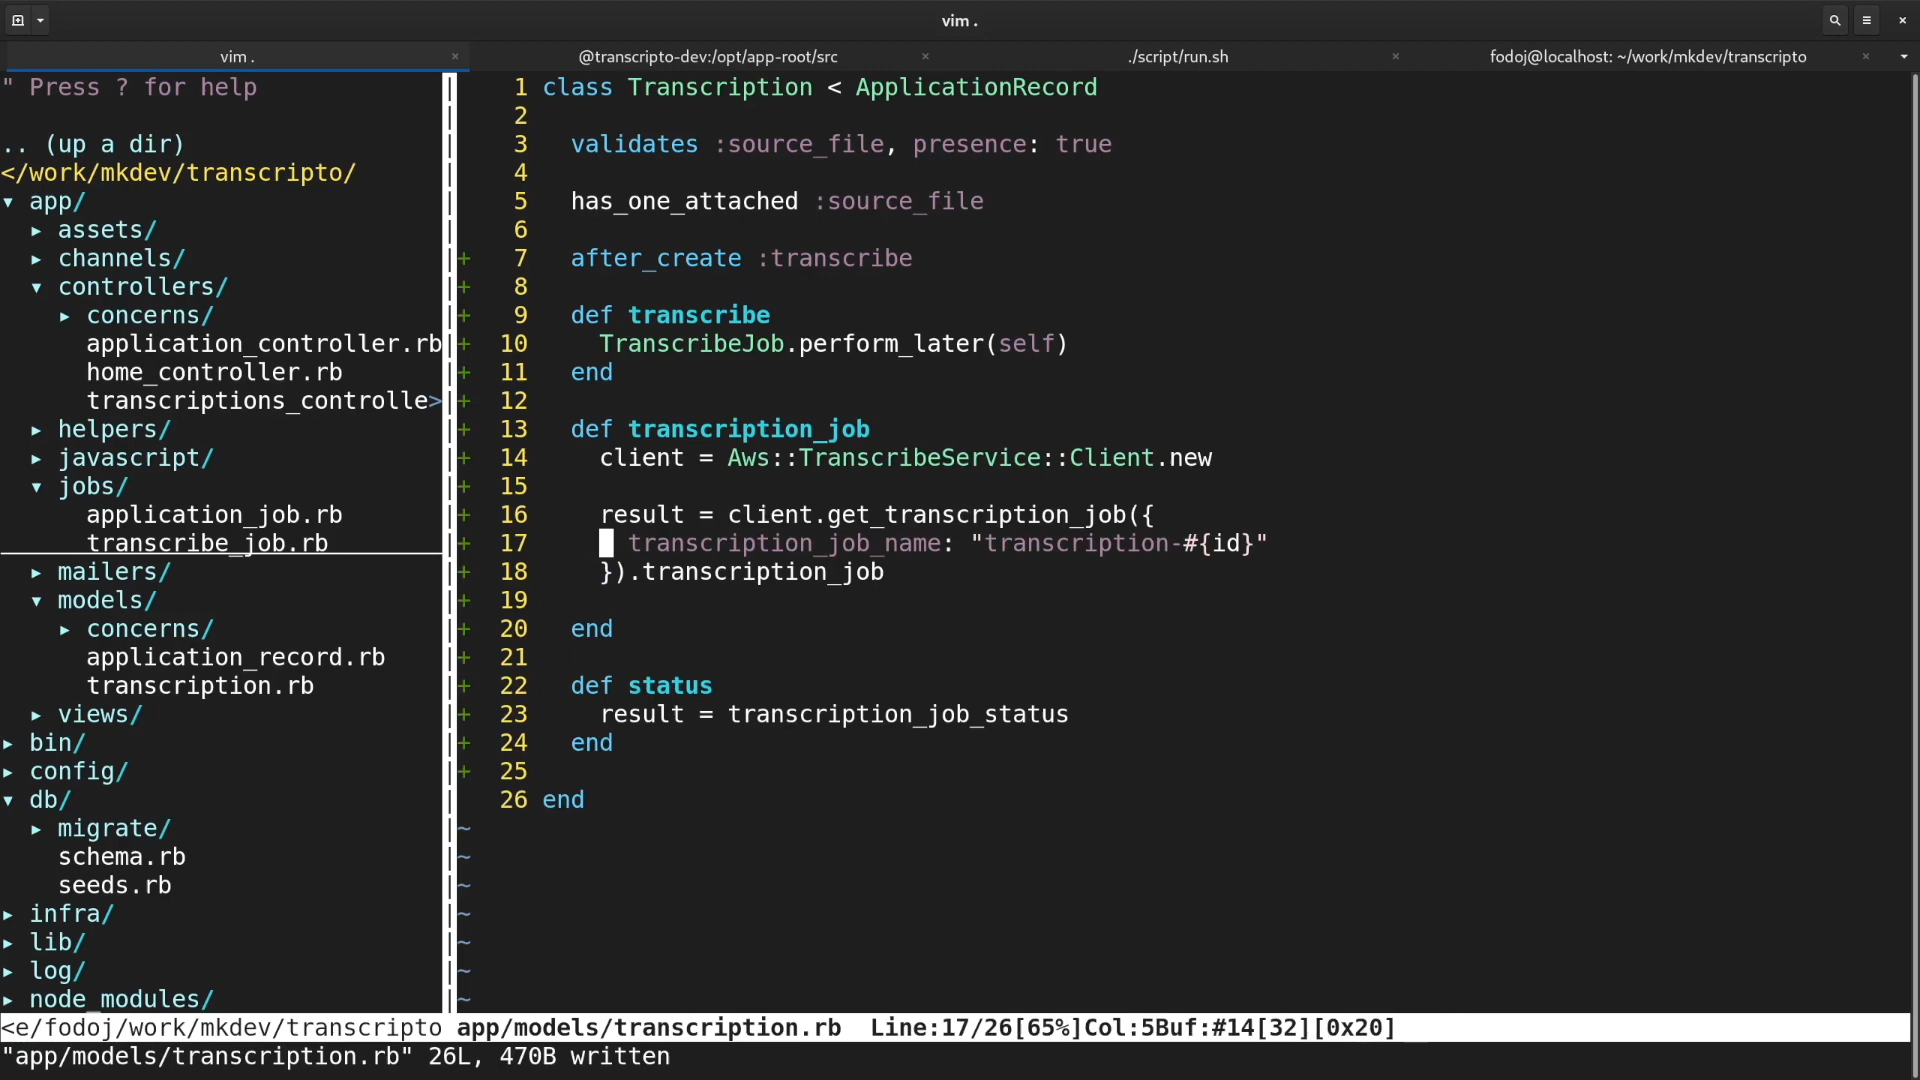 vim .
vim .
@transcripto-dev:/opt/app-root/src
./script/run.sh
fodoj@localhost: ~/work/mkdev/transcripto
" Press ? for help
.. (up a dir)
</work/mkdev/transcripto/
▾ app/
▸ assets/
▸ channels/
▾ controllers/
▸ concerns/
application_controller.rb
home_controller.rb
transcriptions_controlle>
▸ helpers/
▸ javascript/
▾ jobs/
application_job.rb
transcribe_job.rb
▸ mailers/
▾ models/
▸ concerns/
application_record.rb
transcription.rb
▸ views/
▸ bin/
▸ config/
▾ db/
▸ migrate/
schema.rb
seeds.rb
▸ infra/
▸ lib/
▸ log/
▸ node_modules/
1 class Transcription < ApplicationRecord
2
3 validates :source_file, presence: true
4
5 has_one_attached :source_file
6
+ 7 after_create :transcribe
+ 8
+ 9 def transcribe
+ 10 TranscribeJob.perform_later(self)
+ 11 end
+ 12
+ 13 def transcription_job
+ 14 client = Aws::TranscribeService::Client.new
+ 15
+ 16 result = client.get_transcription_job({
+ 17 transcription_job_name: "transcription-#{id}"
+ 18 }).transcription_job
+ 19
+ 20 end
+ 21
+ 22 def status
+ 23 result = transcription_job_status
+ 24 end
+ 25
26 end
~
~
~
~
~
~
~
<e/fodoj/work/mkdev/transcripto app/models/transcription.rb Line:17/26[65%]Col:5Buf:#14[32][0x20]
"app/models/transcription.rb" 26L, 470B written